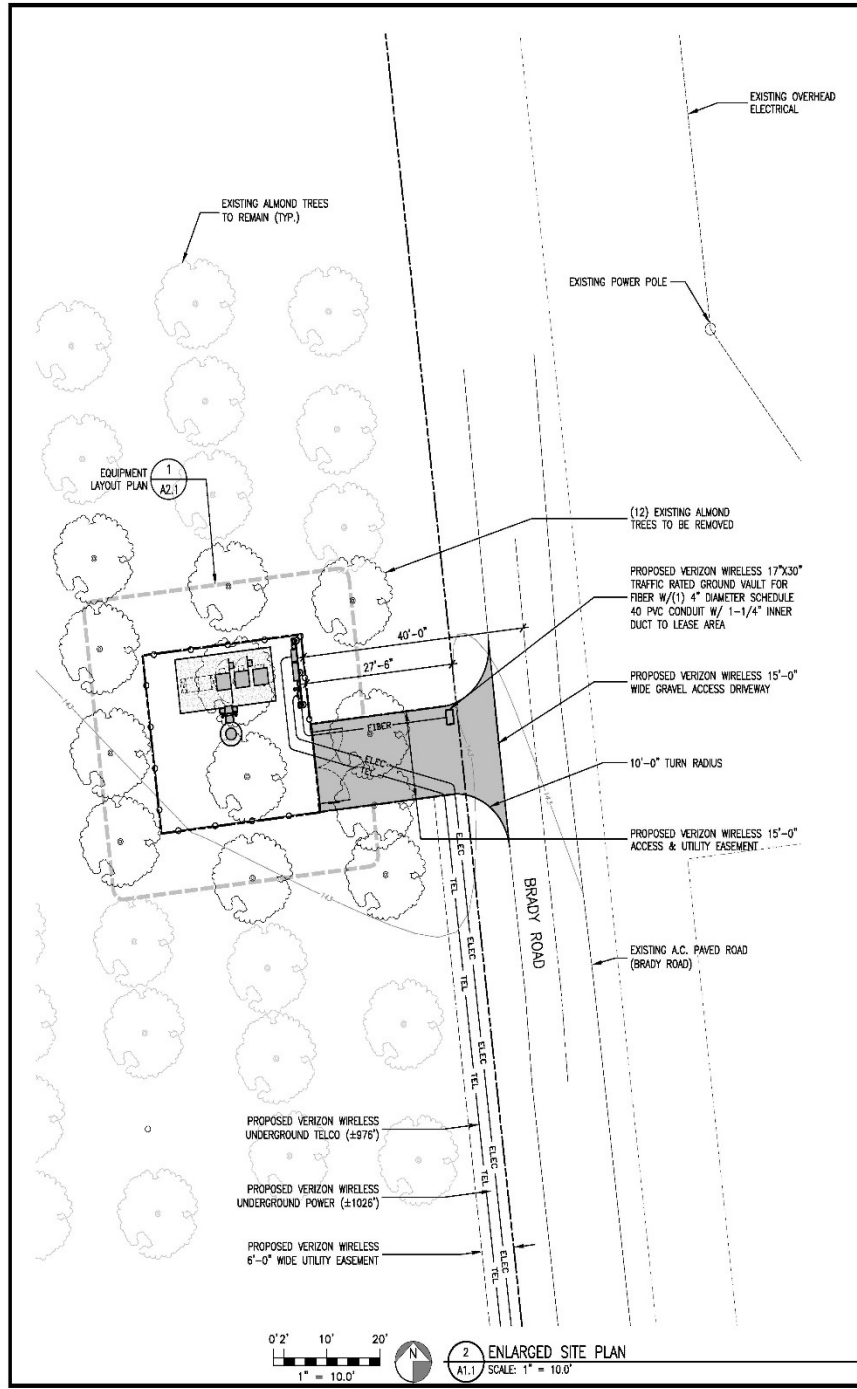 EXISTING OVERHEAD
ELECTRICAL
EXISTING ALMOND TREES
TO REMAIN (TYP.)
EXISTING POWER POLE
EQUIPMENT
LAYOUT PLAN
1
A2.1
(12) EXISTING ALMOND
TREES TO BE REMOVED
PROPOSED VERIZON WIRELESS 17"X30"
TRAFFIC RATED GROUND VAULT FOR
FIBER W/(1) 4" DIAMETER SCHEDULE
40 PVC CONDUIT W/ 1-1/4" INNER
DUCT TO LEASE AREA
40'-0"
27'-6"
PROPOSED VERIZON WIRELESS 15'-0"
WIDE GRAVEL ACCESS DRIVEWAY
FIBER
ELEC
TEL
10'-0" TURN RADIUS
PROPOSED VERIZON WIRELESS 15'-0"
ACCESS & UTILITY EASEMENT
BRADY ROAD
EXISTING A.C. PAVED ROAD
(BRADY ROAD)
ELEC
TEL
ELEC
TEL
ELEC
TEL
ELEC
TEL
ELEC
TEL
PROPOSED VERIZON WIRELESS
UNDERGROUND TELCO (±976')
PROPOSED VERIZON WIRELESS
UNDERGROUND POWER (±1026')
PROPOSED VERIZON WIRELESS
6'-0" WIDE UTILITY EASEMENT
0'2' 10' 20'
1" = 10.0'
N
2
A1.1
ENLARGED SITE PLAN
SCALE: 1" = 10.0'